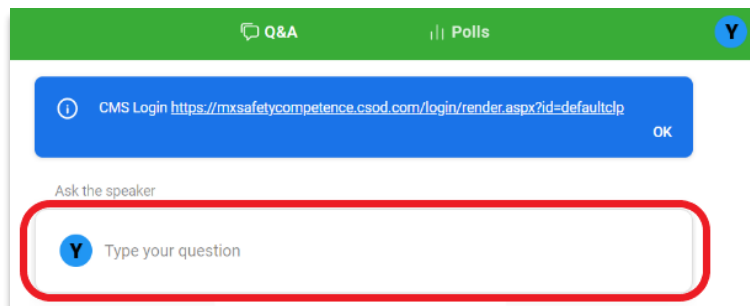 Q&A Polls Y
CMS Login https://mxsafetycompetence.csod.com/login/render.aspx?id=defaultclp
OK
Ask the speaker
Y Type your question